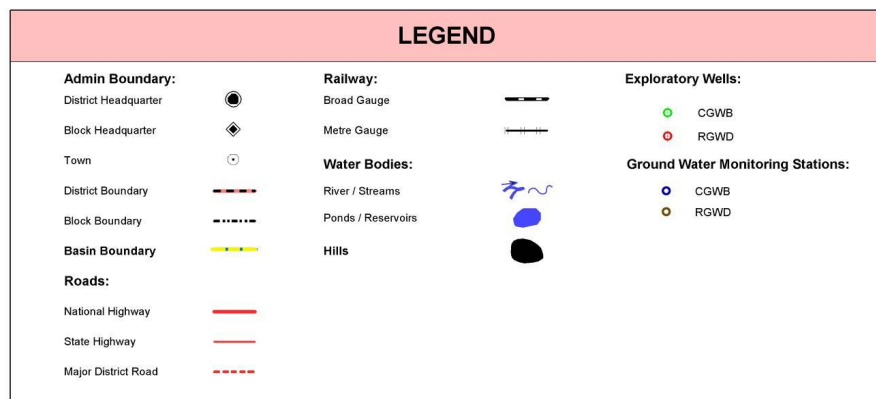 LEGEND
Admin Boundary:
District Headquarter
Block Headquarter
Town
District Boundary
Block Boundary
Basin Boundary
Roads:
National Highway
State Highway
Major District Road
Railway:
Broad Gauge
Metre Gauge
Water Bodies:
River / Streams
Ponds / Reservoirs
Hills
Exploratory Wells:
CGWB
RGWD
Ground Water Monitoring Stations:
CGWB
RGWD